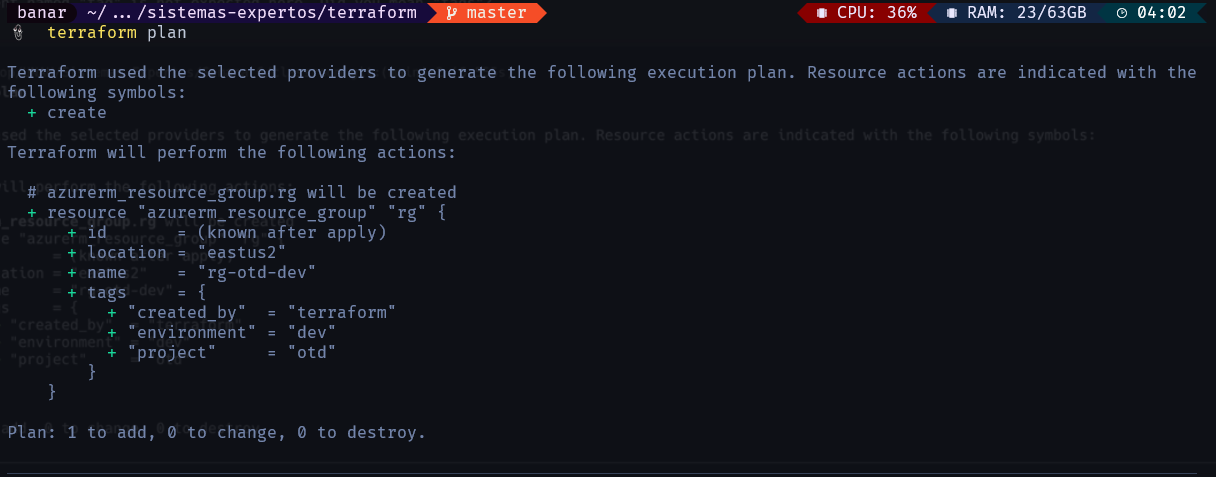 banar ~/.../sistemas-expertos/terraform master CPU: 36% RAM: 23/63GB 04:02
terraform plan
Terraform used the selected providers to generate the following execution plan. Resource actions are indicated with the
following symbols:
+ create
Terraform will perform the following actions:
# azurerm_resource_group.rg will be created
+ resource "azurerm_resource_group" "rg" {
+ id       = (known after apply)
+ location = "eastus2"
+ name     = "rg-otd-dev"
+ tags     = {
+ "created_by"  = "terraform"
+ "environment" = "dev"
+ "project"     = "otd"
}
}
Plan: 1 to add, 0 to change, 0 to destroy.